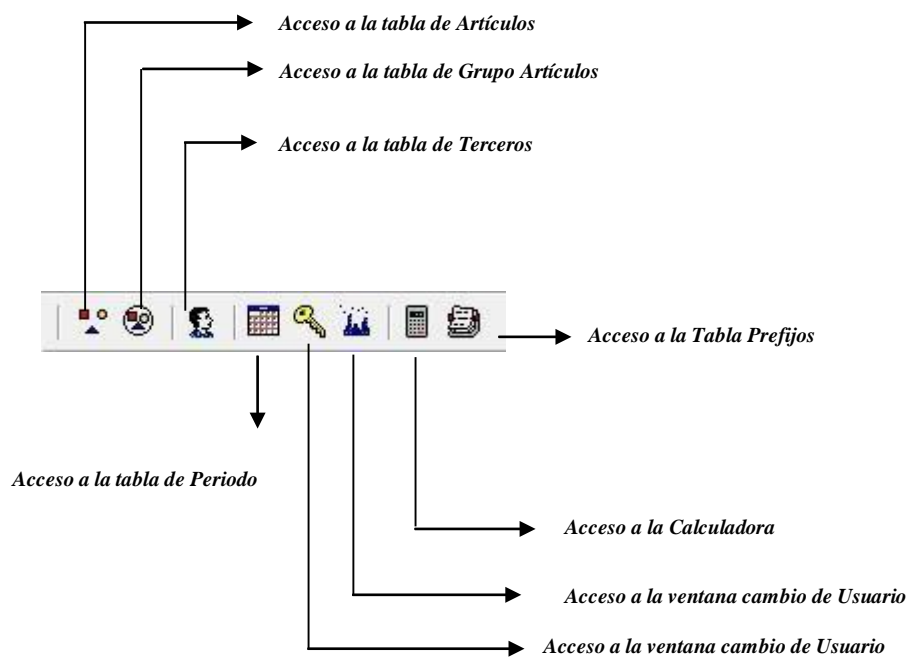 Acceso a la tabla de Artículos
Acceso a la tabla de Grupo Artículos
Acceso a la tabla de Terceros
Acceso a la Tabla Prefijos
Acceso a la tabla de Periodo
Acceso a la Calculadora
Acceso a la ventana cambio de Usuario
Acceso a la ventana cambio de Usuario